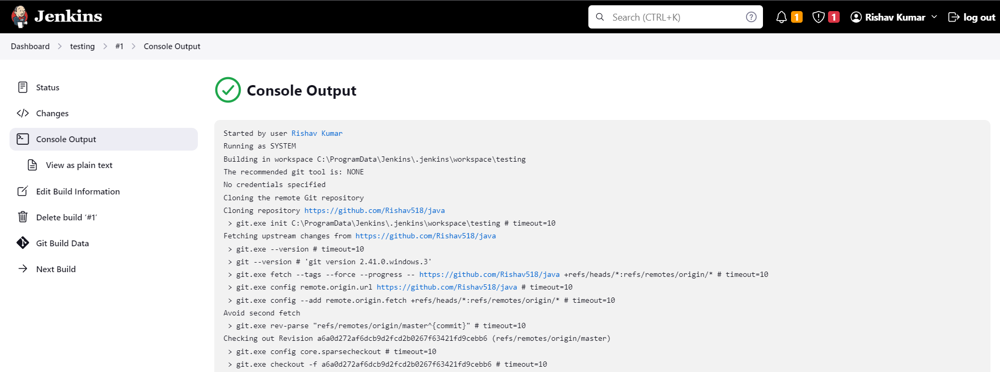 Jenkins
Search (CTRL+K)
1
1
Rishav Kumar
log out
Dashboard
testing
#1
Console Output
Status
Changes
Console Output
View as plain text
Edit Build Information
Delete build ‘#1’
Git Build Data
Next Build
Console Output
Started by user Rishav Kumar
Running as SYSTEM
Building in workspace C:\ProgramData\Jenkins\.jenkins\workspace\testing
The recommended git tool is: NONE
No credentials specified
Cloning the remote Git repository
Cloning repository https://github.com/Rishav518/java
> git.exe init C:\ProgramData\Jenkins\.jenkins\workspace\testing # timeout=10
Fetching upstream changes from https://github.com/Rishav518/java
> git.exe --version # timeout=10
> git --version # 'git version 2.41.0.windows.3'
> git.exe fetch --tags --force --progress -- https://github.com/Rishav518/java +refs/heads/*:refs/remotes/origin/* # timeout=10
> git.exe config remote.origin.url https://github.com/Rishav518/java # timeout=10
> git.exe config --add remote.origin.fetch +refs/heads/*:refs/remotes/origin/* # timeout=10
Avoid second fetch
> git.exe rev-parse "refs/remotes/origin/master^{commit}" # timeout=10
Checking out Revision a6a0d272af6dcb9d2fcd2b0267f63421fd9cebb6 (refs/remotes/origin/master)
> git.exe config core.sparsecheckout # timeout=10
> git.exe checkout -f a6a0d272af6dcb9d2fcd2b0267f63421fd9cebb6 # timeout=10